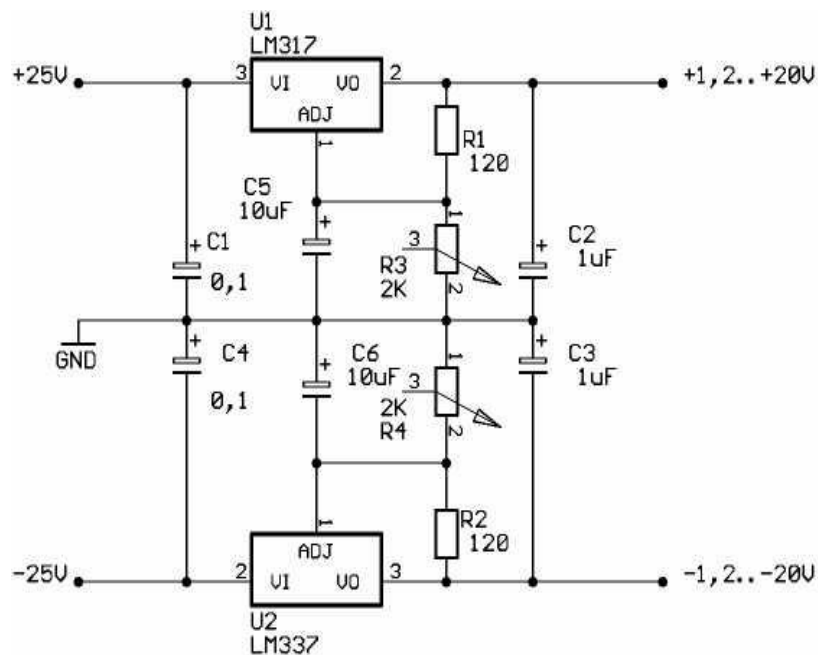 U1
LM317
+25V
3
VI
VO
2
+1,2..+20V
ADJ
1
R1
120
C5
10uF
+
1
+
C1
3
+
C2
1uF
R3
2K
0,1
2
GND
+
C4
+
C6
10uF
1
+
C3
1uF
0,1
3
2K
R4
2
1
R2
120
ADJ
-25V
2
VI
VO
3
-1,2..-20V
U2
LM337